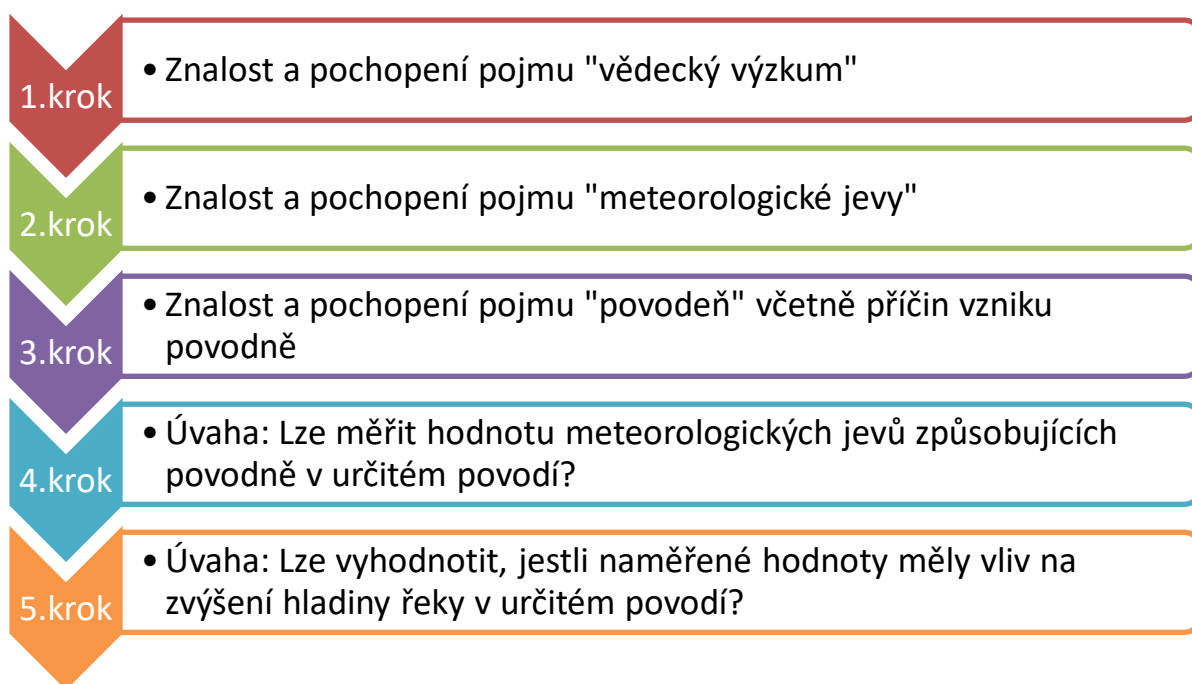 1.krok
• Znalost a pochopení pojmu "vědecký výzkum"
2.krok
• Znalost a pochopení pojmu "meteorologické jevy"
3.krok
• Znalost a pochopení pojmu "povodeň" včetně příčin vzniku
povodně
4.krok
• Úvaha: Lze měřit hodnotu meteorologických jevů způsobujících
povodně v určitém povodí?
5.krok
• Úvaha: Lze vyhodnotit, jestli naměřené hodnoty měly vliv na
zvýšení hladiny řeky v určitém povodí?